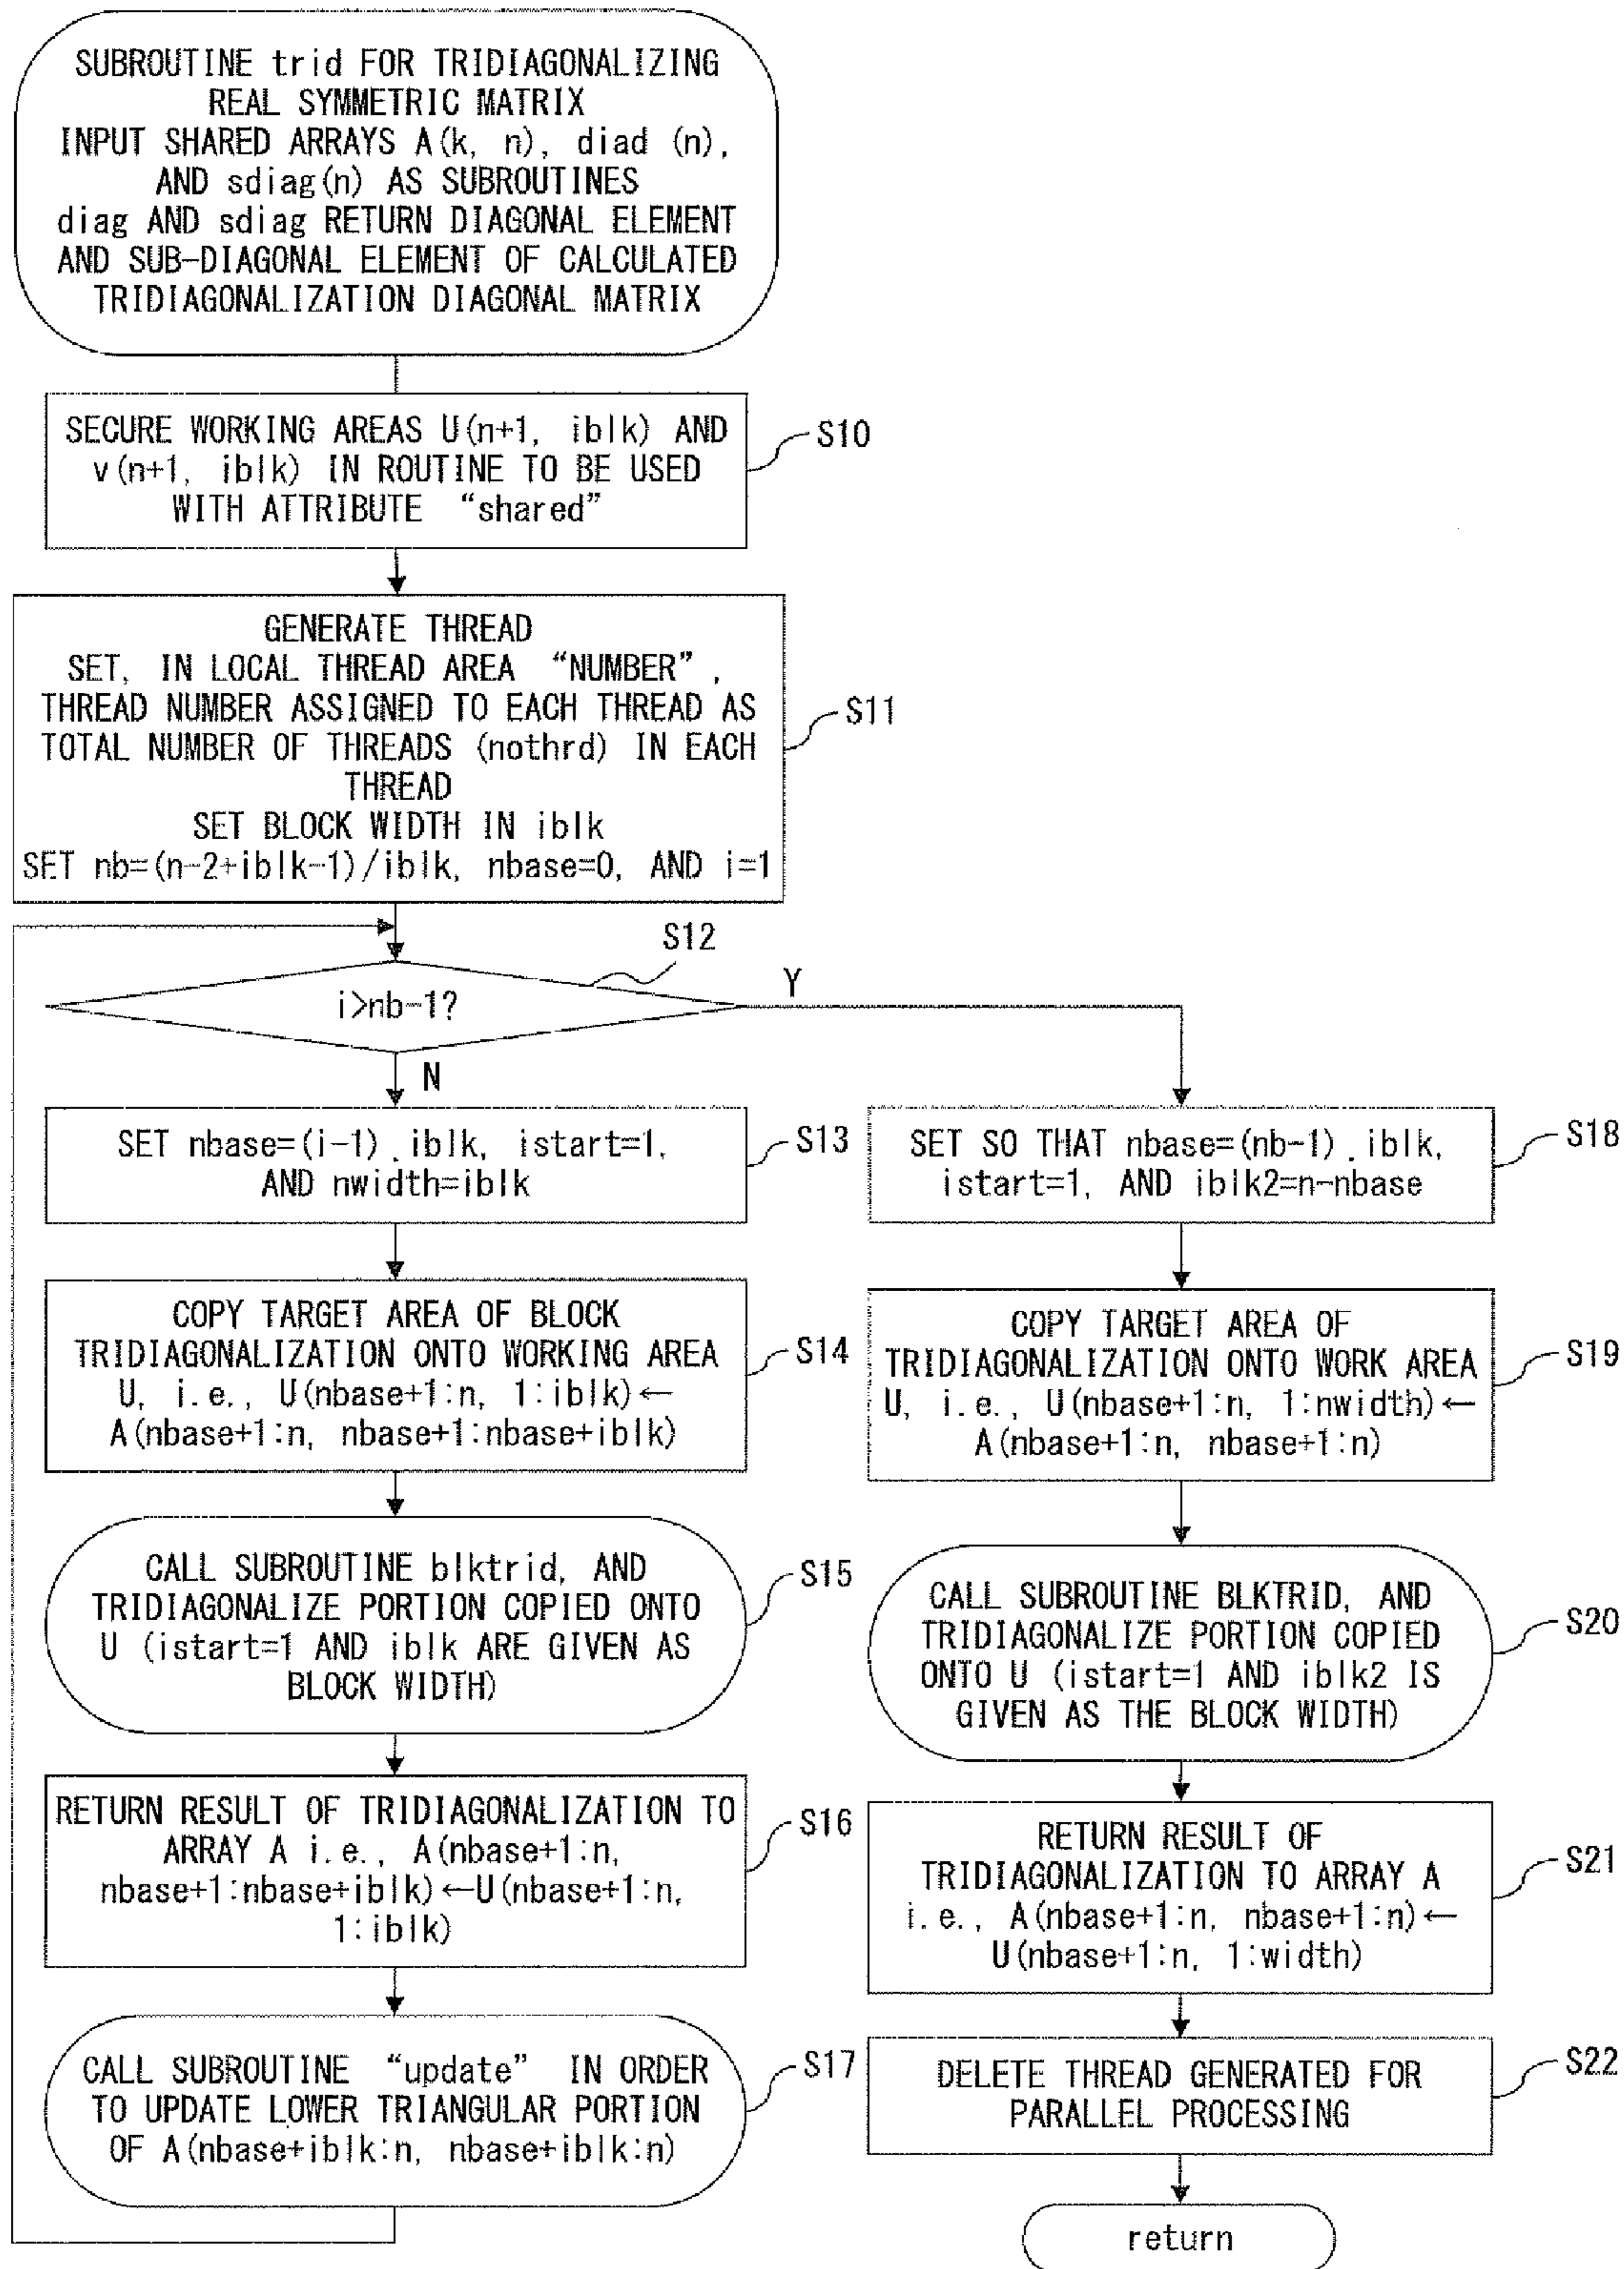 SUBROUTINE trid FOR TRIDIAGONALIZING
REAL SYMMETRIC MATRIX
INPUT SHARED ARRAYS A(k, n), diad (n),
AND sdiag(n) AS SUBROUTINES
diag AND sdiag RETURN DIAGONAL ELEMENT
AND SUB-DIAGONAL ELEMENT OF CALCULATED
TRIDIAGONALIZATION DIAGONAL MATRIX
SECURE WORKING AREAS U(n+1, iblk) AND
v(n+1, iblk) IN ROUTINE TO BE USED
WITH ATTRIBUTE “shared”
S10
GENERATE THREAD
SET, IN LOCAL THREAD AREA “NUMBER”,
THREAD NUMBER ASSIGNED TO EACH THREAD AS
TOTAL NUMBER OF THREADS (nothrd) IN EACH
THREAD
SET BLOCK WIDTH IN iblk
SET nb=(n-2+iblk-1)/iblk, nbase=0, AND i=1
S11
S12
i>nb-1?
Y
N
SET nbase=(i-1).iblk, istart=1,
AND nwidth=iblk
S13
COPY TARGET AREA OF BLOCK
TRIDIAGONALIZATION ONTO WORKING AREA
U, i.e., U(nbase+1:n, 1:iblk)←
A(nbase+1:n, nbase+1:nbase+iblk)
S14
CALL SUBROUTINE blktrid, AND
TRIDIAGONALIZE PORTION COPIED ONTO
U (istart=1 AND iblk ARE GIVEN AS
BLOCK WIDTH)
S15
RETURN RESULT OF TRIDIAGONALIZATION TO
ARRAY A i.e., A(nbase+1:n,
nbase+1:nbase+iblk)←U(nbase+1:n,
1:iblk)
S16
CALL SUBROUTINE “update” IN ORDER
TO UPDATE LOWER TRIANGULAR PORTION
OF A(nbase+iblk:n, nbase+iblk:n)
S17
SET SO THAT nbase=(nb-1).iblk,
istart=1, AND iblk2=n-nbase
S18
COPY TARGET AREA OF
TRIDIAGONALIZATION ONTO WORK AREA
U, i.e., U(nbase+1:n, 1:nwidth)←
A(nbase+1:n, nbase+1:n)
S19
CALL SUBROUTINE BLKTRID, AND
TRIDIAGONALIZE PORTION COPIED
ONTO U (istart=1 AND iblk2 IS
GIVEN AS THE BLOCK WIDTH)
S20
RETURN RESULT OF
TRIDIAGONALIZATION TO ARRAY A
i.e., A(nbase+1:n, nbase+1:n)←
U(nbase+1:n, 1:width)
S21
DELETE THREAD GENERATED FOR
PARALLEL PROCESSING
S22
return